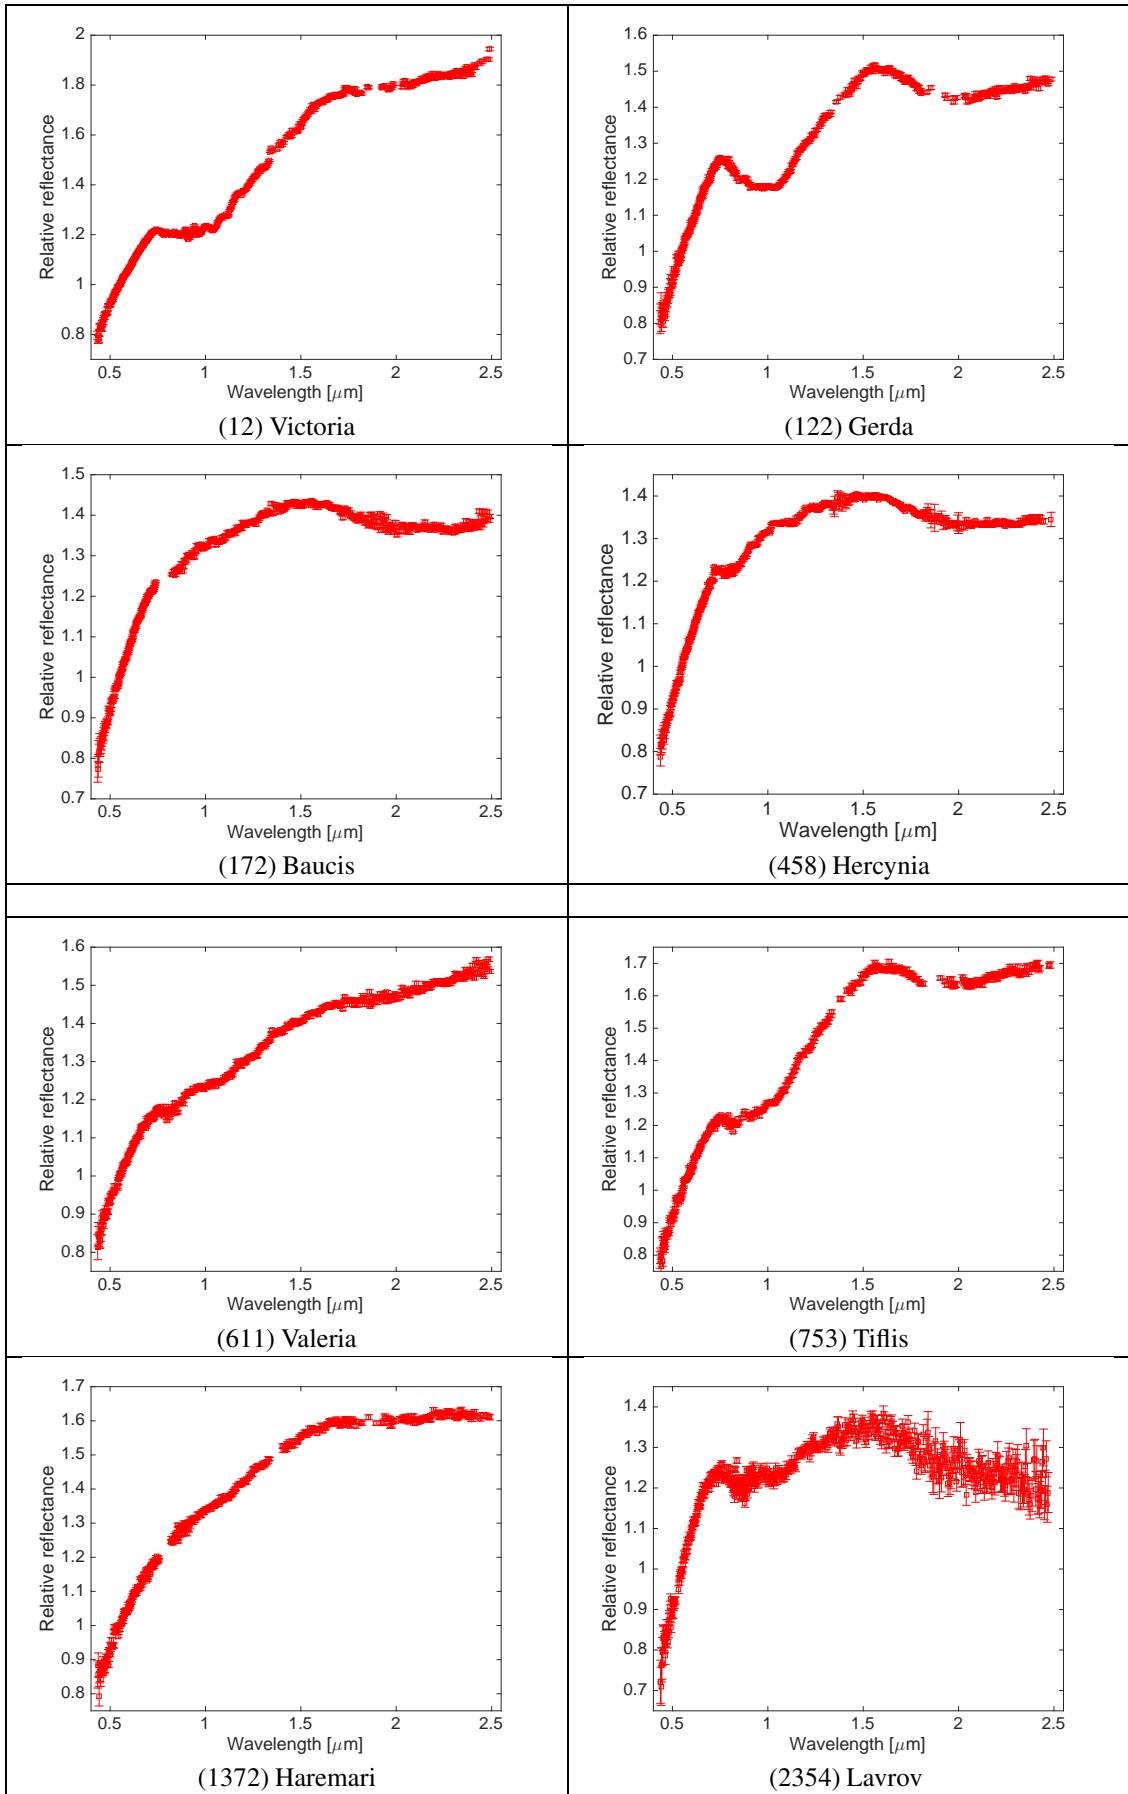 2
1.8
1.6
1.4
1.2
1
0.8
Relative reflectance
0.5 1 1.5 2 2.5
Wavelength [μm]
(12) Victoria
1.6
1.5
1.4
1.3
1.2
1.1
1
0.9
0.8
0.7
Relative reflectance
0.5 1 1.5 2 2.5
Wavelength [μm]
(122) Gerda
1.5
1.4
1.3
1.2
1.1
1
0.9
0.8
0.7
Relative reflectance
0.5 1 1.5 2 2.5
Wavelength [μm]
(172) Baucis
1.4
1.3
1.2
1.1
1
0.9
0.8
0.7
Relative reflectance
0.5 1 1.5 2 2.5
Wavelength [μm]
(458) Hercynia
1.6
1.5
1.4
1.3
1.2
1.1
1
0.9
0.8
Relative reflectance
0.5 1 1.5 2 2.5
Wavelength [μm]
(611) Valeria
1.7
1.6
1.5
1.4
1.3
1.2
1.1
1
0.9
0.8
Relative reflectance
0.5 1 1.5 2 2.5
Wavelength [μm]
(753) Tiflis
1.7
1.6
1.5
1.4
1.3
1.2
1.1
1
0.9
0.8
Relative reflectance
0.5 1 1.5 2 2.5
Wavelength [μm]
(1372) Haremari
1.4
1.3
1.2
1.1
1
0.9
0.8
0.7
Relative reflectance
0.5 1 1.5 2 2.5
Wavelength [μm]
(2354) Lavrov